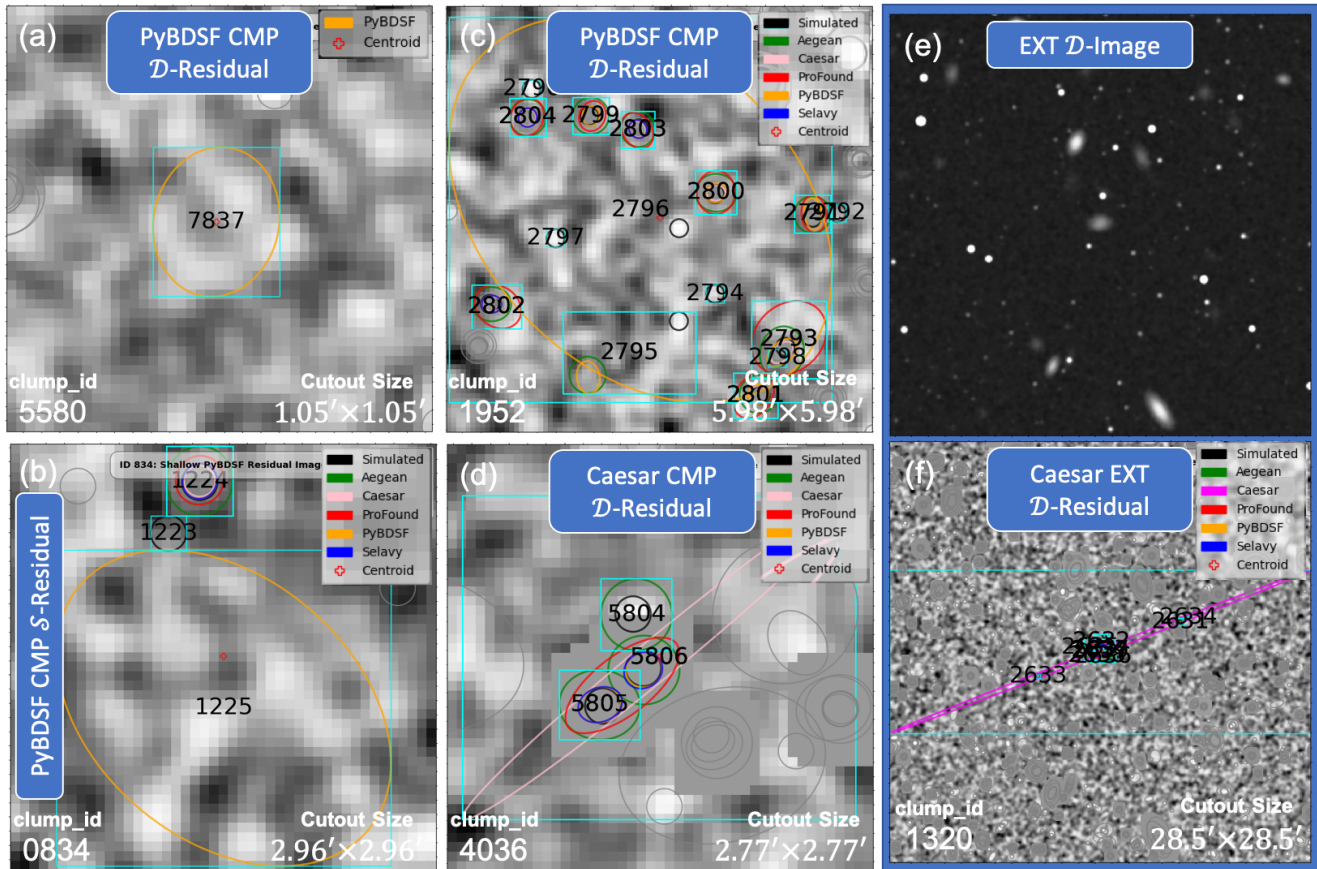 (a)
PyBDSF CMP
𝒟-Residual
PyBDSF
Centroid
7837
clump_id
5580
Cutout Size
1.05′×1.05′
(c)
PyBDSF CMP
𝒟-Residual
Simulated
Aegean
Caesar
ProFound
PyBDSF
Selavy
Centroid
2804
2799
2803
2800
2796
2792
2797
2794
2802
2795
2793
2798
2801
clump_id
1952
Cutout Size
5.98′×5.98′
(e)
EXT 𝒟-Image
(b)
PyBDSF CMP 𝒮-Residual
ID 834: Shallow PyBDSF Residual Imag
Simulated
Aegean
Caesar
ProFound
PyBDSF
Selavy
Centroid
1224
1223
1225
clump_id
0834
Cutout Size
2.96′×2.96′
(d)
Caesar CMP
𝒟-Residual
Simulated
Aegean
Caesar
ProFound
PyBDSF
Selavy
Centroid
5804
5806
5805
clump_id
4036
Cutout Size
2.77′×2.77′
(f)
Caesar EXT
𝒟-Residual
Simulated
Aegean
Caesar
ProFound
PyBDSF
Selavy
Centroid
2634
2631
2632
2633
clump_id
1320
Cutout Size
28.5′×28.5′